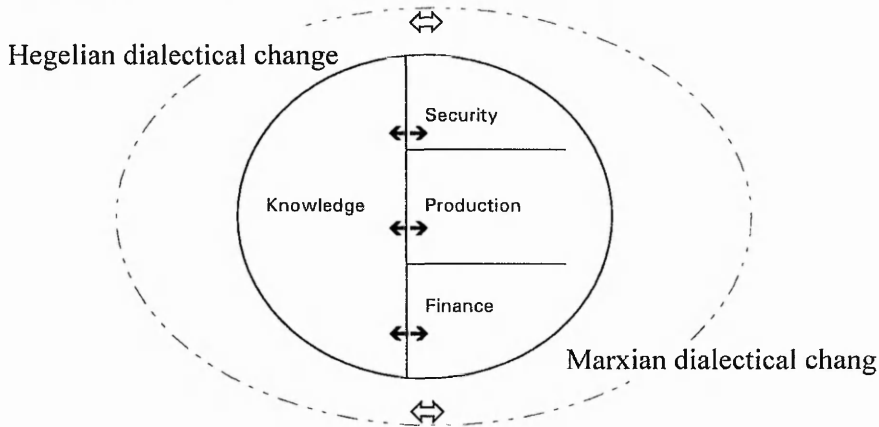 Hegelian dialectical change
Security
Knowledge
Production
Finance
Marxian dialectical chang